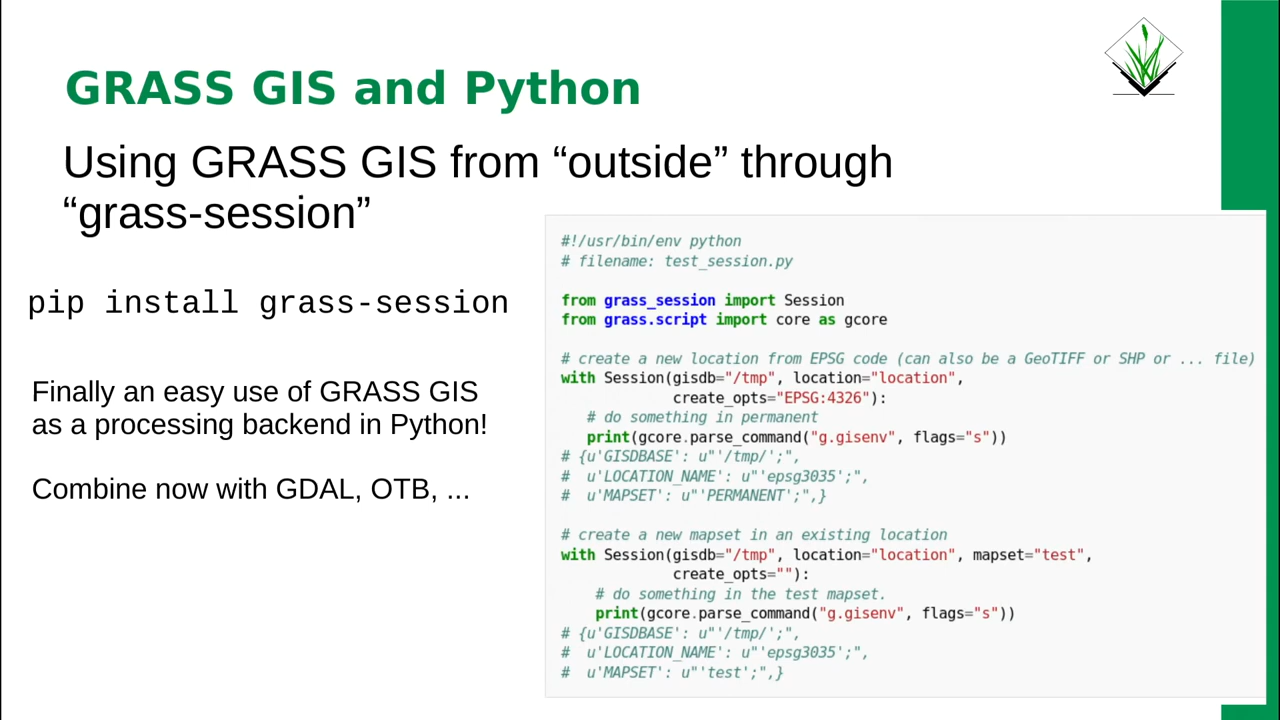 GRASS GIS and Python
Using GRASS GIS from “outside” through
“grass-session”
pip install grass-session
Finally an easy use of GRASS GIS
as a processing backend in Python!
Combine now with GDAL, OTB, ...
#!/usr/bin/env python
# filename: test_session.py
from grass_session import Session
from grass.script import core as gcore
# create a new location from EPSG code (can also be a GeoTIFF or SHP or ... file)
with Session(gisdb="/tmp", location="location",
             create_opts="EPSG:4326"):
   # do something in permanent
   print(gcore.parse_command("g.gisenv", flags="s"))
# {u'GISDBASE': u"'/tmp/';",
#  u'LOCATION_NAME': u"'epsg3035';",
#  u'MAPSET': u"'PERMANENT';",}
# create a new mapset in an existing location
with Session(gisdb="/tmp", location="location", mapset="test",
             create_opts=""):
    # do something in the test mapset.
    print(gcore.parse_command("g.gisenv", flags="s"))
# {u'GISDBASE': u"'/tmp/';",
#  u'LOCATION_NAME': u"'epsg3035';",
#  u'MAPSET': u"'test';",}